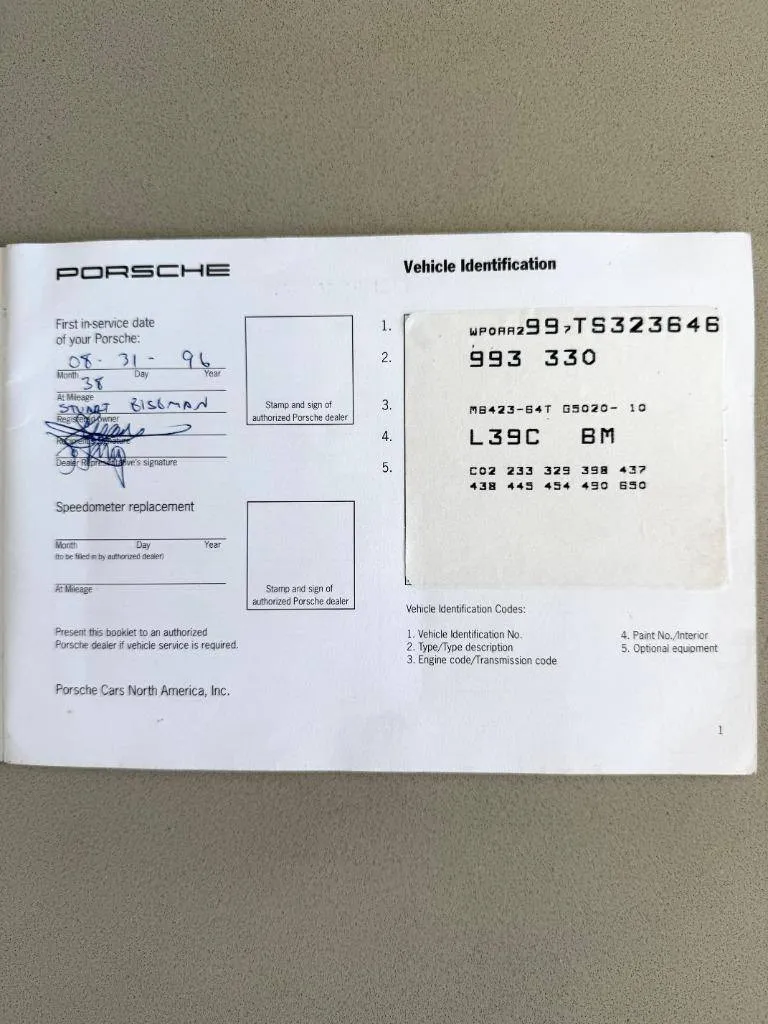 PORSCHE
First in-service date
of your Porsche:
08 - 31 - 96
Month Day Year
38
At Mileage
STUART BISGMAN
Registered owner
Dealer Representative's signature
Stamp and sign of
authorized Porsche dealer
Speedometer replacement
Month Day Year
(to be filled in by authorized dealer)
At Mileage
Stamp and sign of
authorized Porsche dealer
Present this booklet to an authorized
Porsche dealer if vehicle service is required.
Porsche Cars North America, Inc.
Vehicle Identification
1. WP0AA2997TS323646
2. 993 330
3. M6423-64T G5020- 10
4. L39C BM
5. C02 233 329 398 437
438 445 454 490 650
Vehicle Identification Codes:
1. Vehicle Identification No.
2. Type/Type description
3. Engine code/Transmission code
4. Paint No./Interior
5. Optional equipment
1